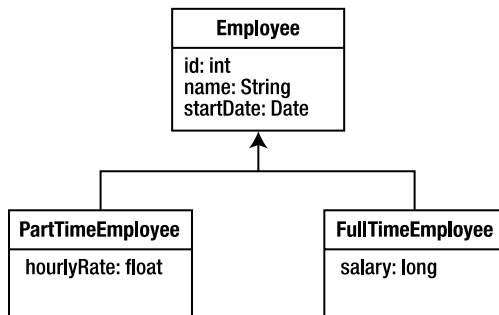 Employee
id: int
name: String
startDate: Date
PartTimeEmployee
hourlyRate: float
FullTimeEmployee
salary: long